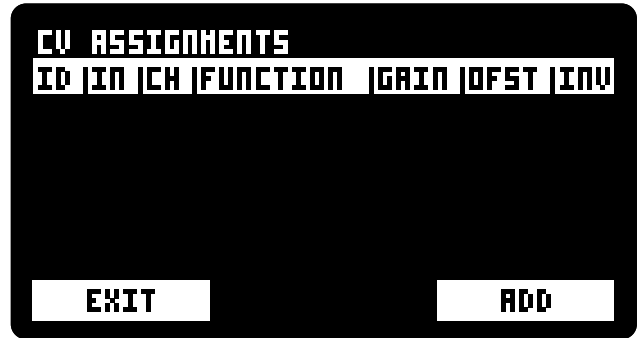 CV ASSIGNMENTS
ID |IN |CH |FUNCTION |GAIN |OFST |INV
EXIT ADD